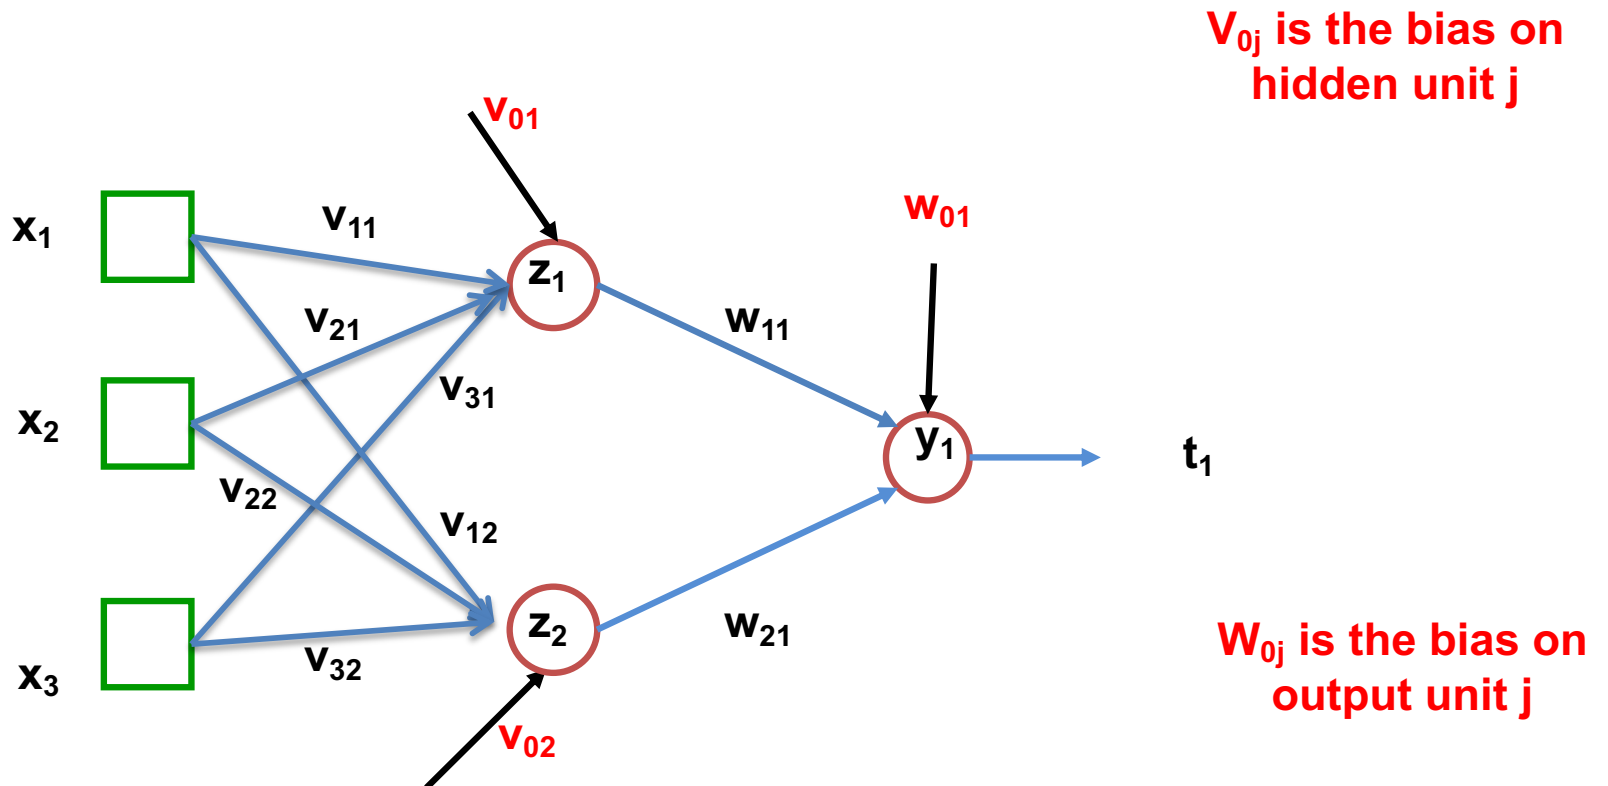 V₀ⱼ is the bias on
hidden unit j
v₀₁
w₀₁
x₁
v₁₁
z₁
v₂₁
w₁₁
v₃₁
x₂
y₁
t₁
v₂₂
v₁₂
z₂
w₂₁
x₃
v₃₂
v₀₂
W₀ⱼ is the bias on
output unit j